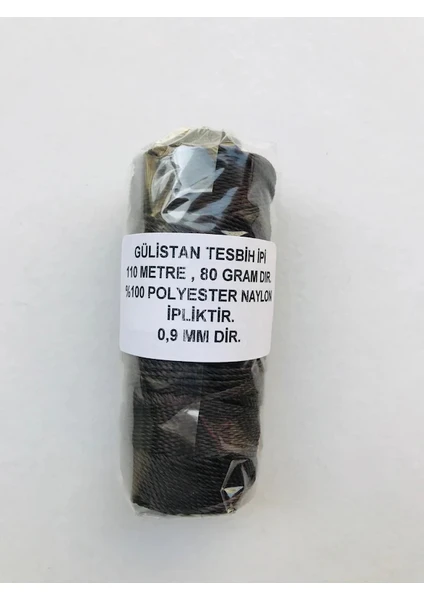 GÜLİSTAN TESBİH İPİ
110 METRE , 80 GRAM DIR.
%100 POLYESTER NAYLON
İPLİKTİR.
0,9 MM DİR.